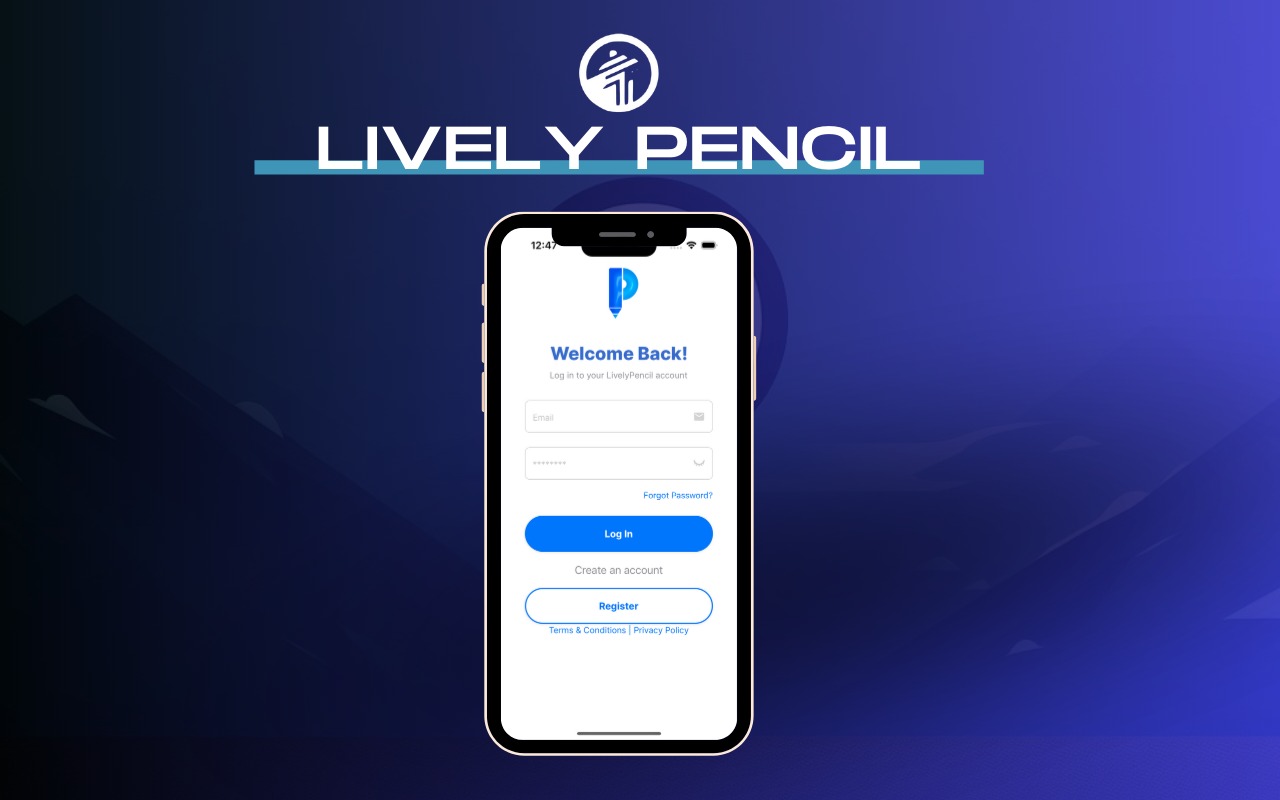 LIVELY PENCIL
12:47
Welcome Back!
Log in to your LivelyPencil account
Email
********
Forgot Password?
Log In
Create an account
Register
Terms & Conditions | Privacy Policy